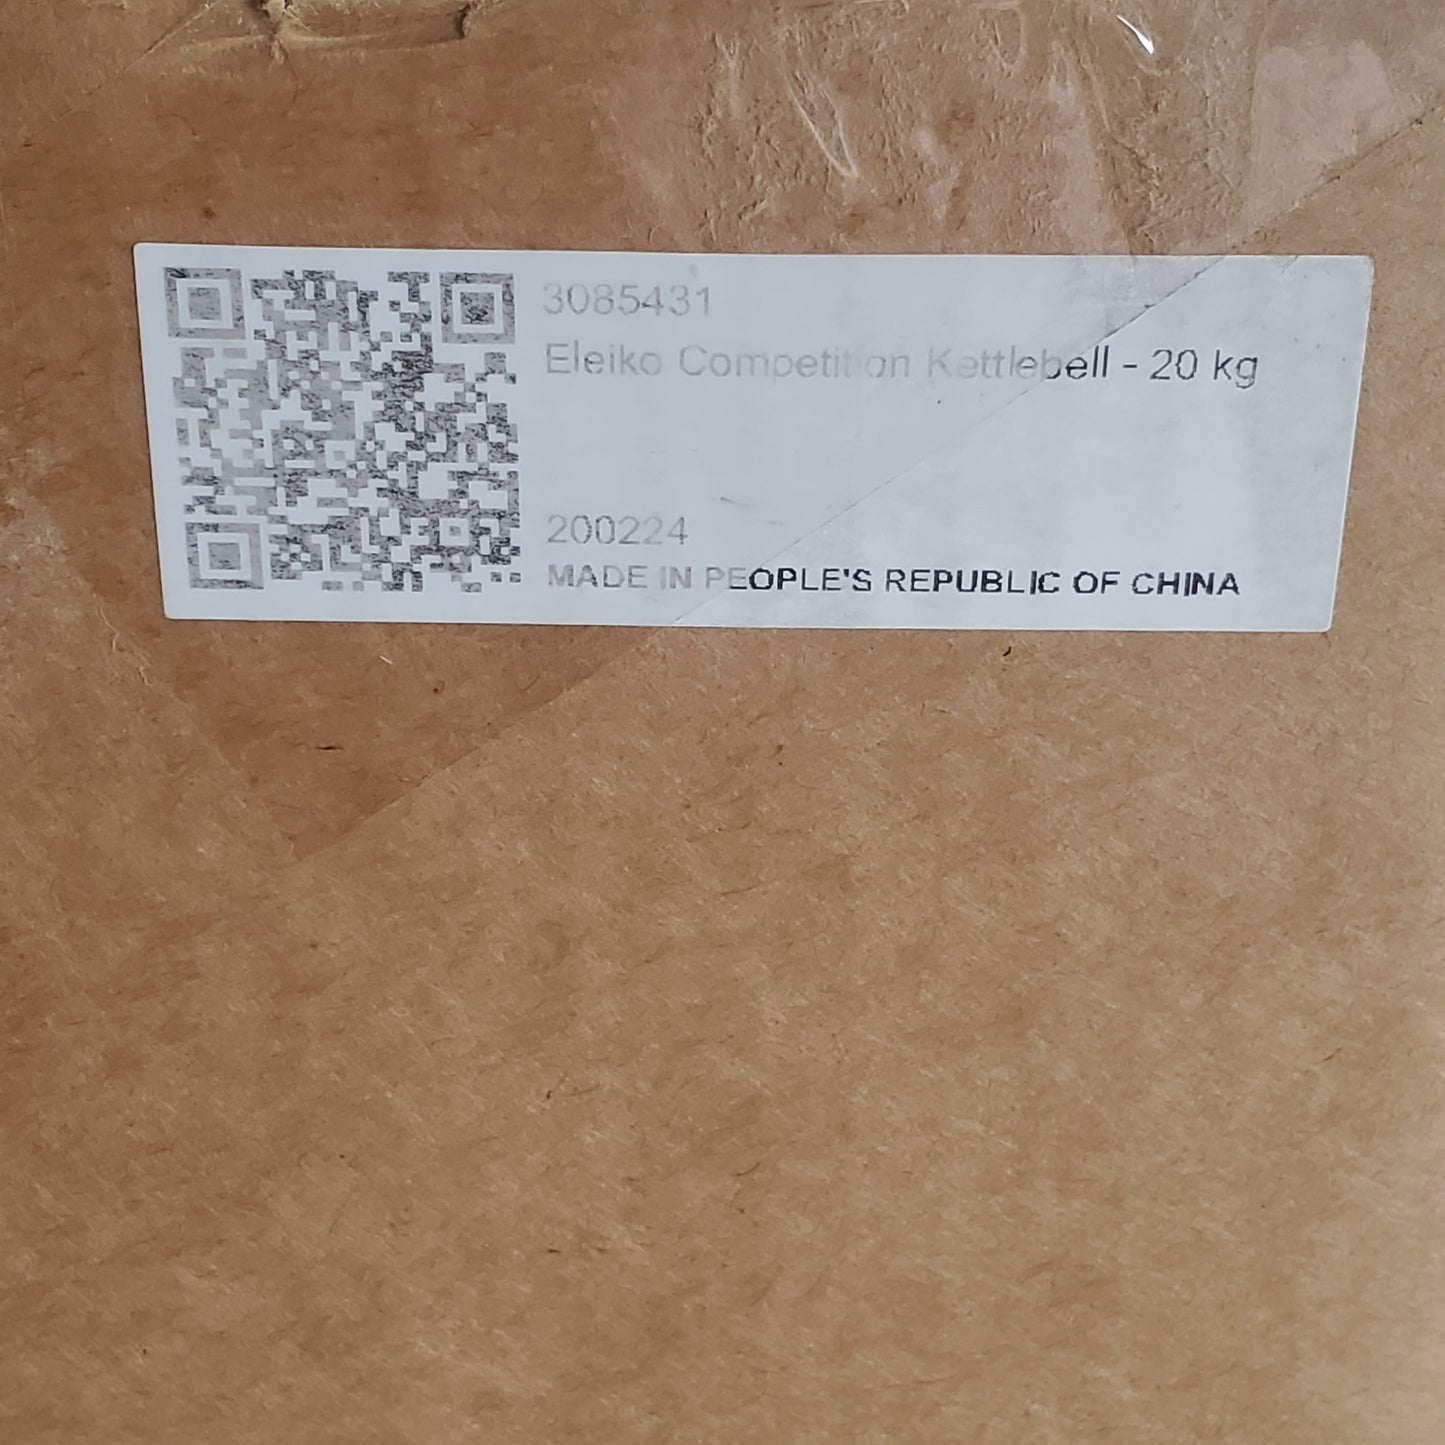 3085431
Eleiko Competition Kettlebell - 20 kg
200224
MADE IN PEOPLE'S REPUBLIC OF CHINA